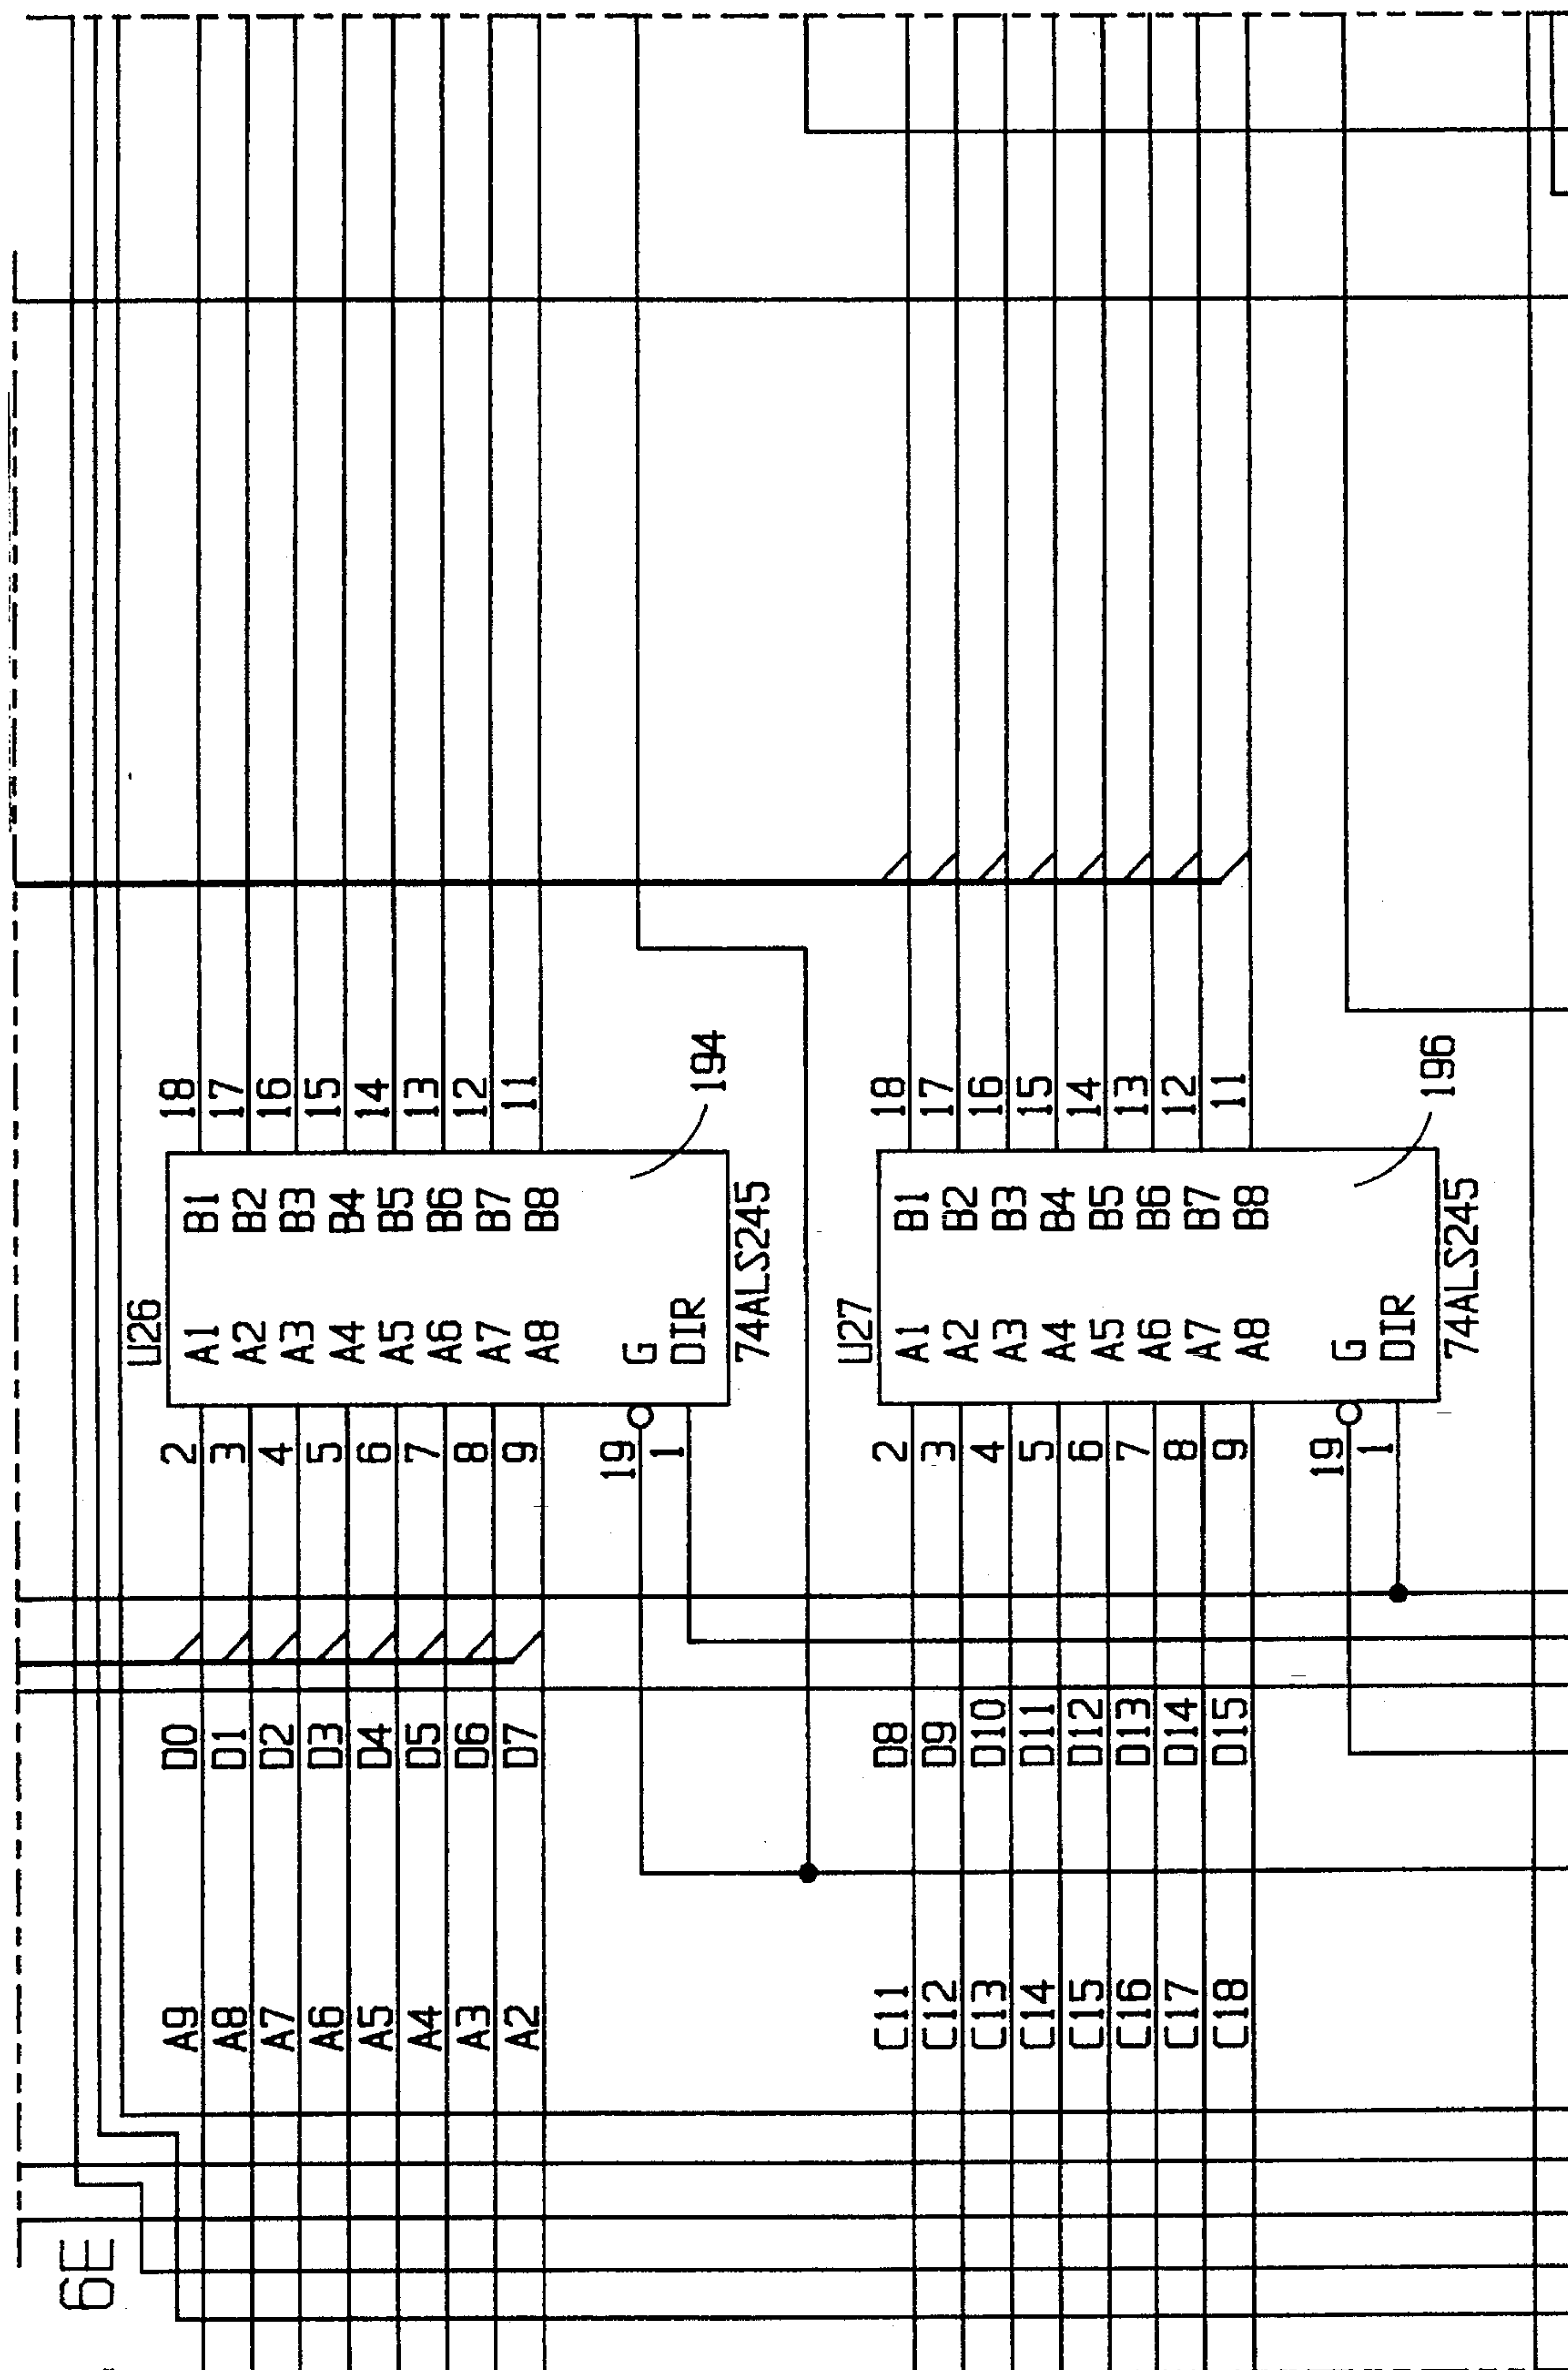 6E
U26
A9 D0 2 A1 B1 18
A8 D1 3 A2 B2 17
A7 D2 4 A3 B3 16
A6 D3 5 A4 B4 15
A5 D4 6 A5 B5 14
A4 D5 7 A6 B6 13
A3 D6 8 A7 B7 12
A2 D7 9 A8 B8 11
19 G
1 DIR
194
74ALS245
U27
C11 D8 2 A1 B1 18
C12 D9 3 A2 B2 17
C13 D10 4 A3 B3 16
C14 D11 5 A4 B4 15
C15 D12 6 A5 B5 14
C16 D13 7 A6 B6 13
C17 D14 8 A7 B7 12
C18 D15 9 A8 B8 11
19 G
1 DIR
196
74ALS245